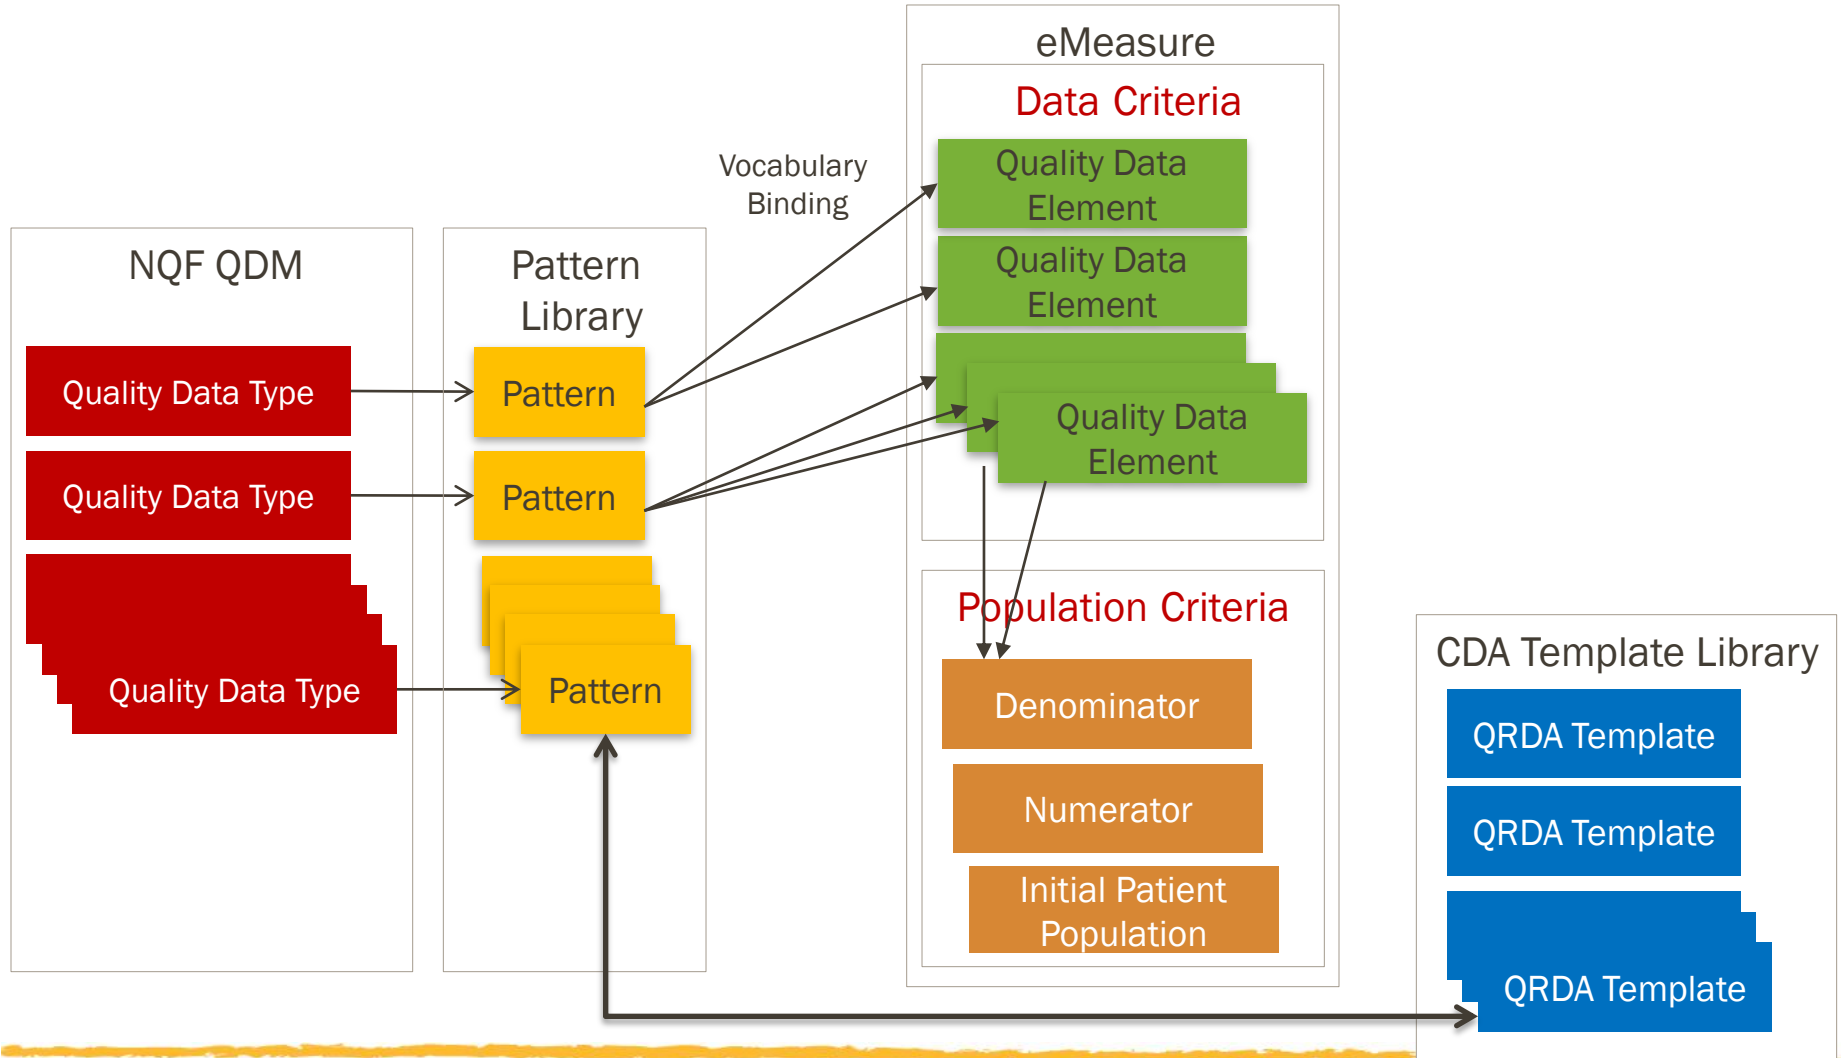 eMeasure
Data Criteria
Quality Data
Element
Quality Data
Element
Quality Data
Element
Vocabulary
Binding
NQF QDM
Quality Data Type
Quality Data Type
Quality Data Type
Pattern
Library
Pattern
Pattern
Pattern
Population Criteria
Denominator
Numerator
Initial Patient
Population
CDA Template Library
QRDA Template
QRDA Template
QRDA Template